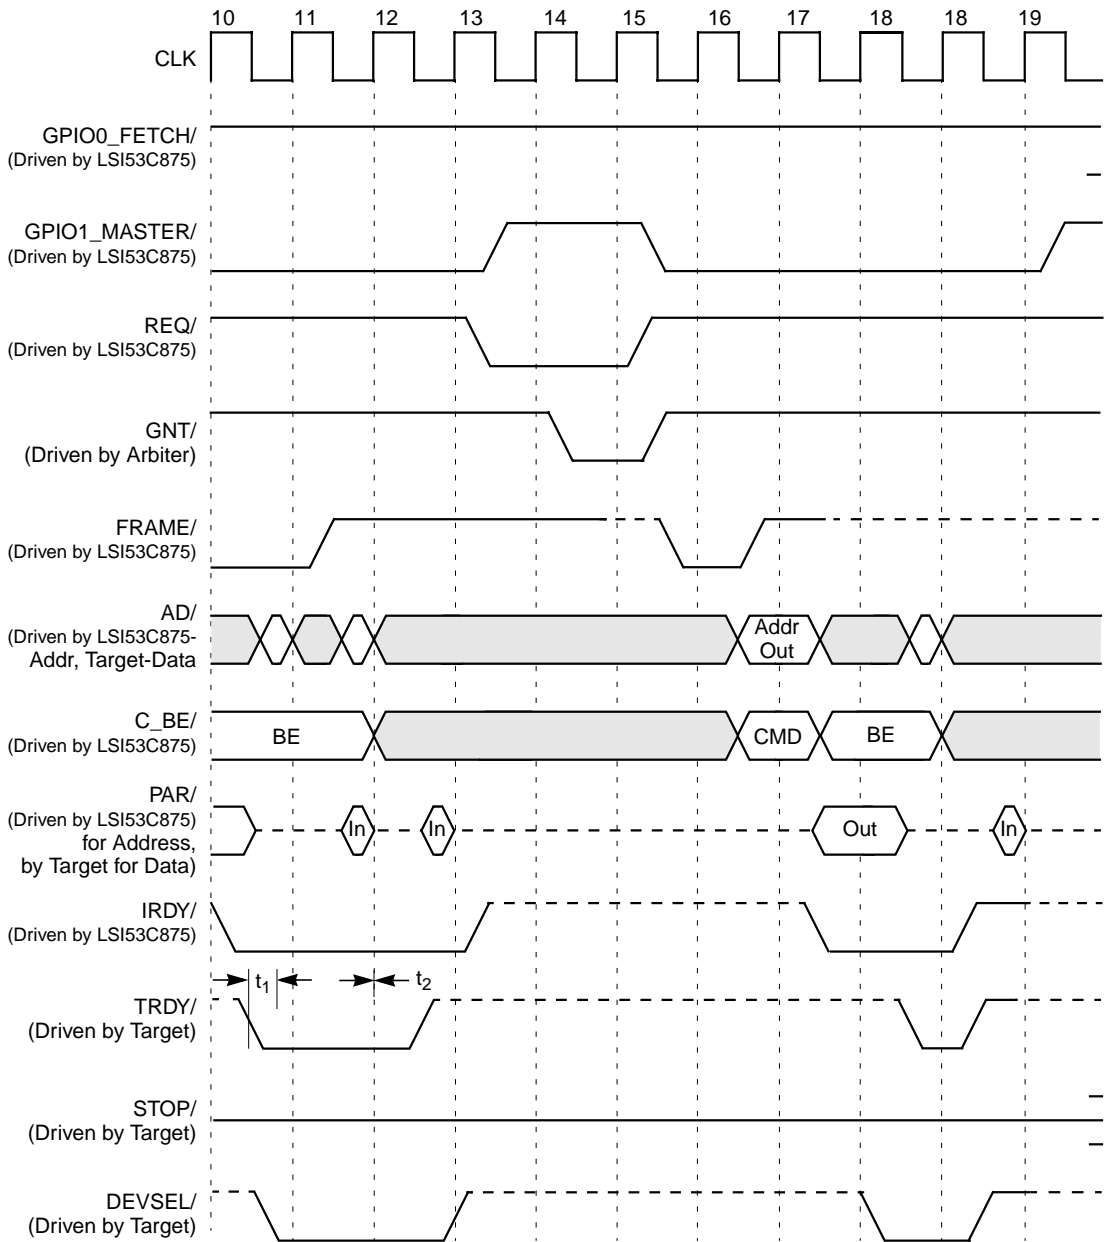 10 11 12 13 14 15 16 17 18 18 19
CLK
GPIO0_FETCH/
(Driven by LSI53C875)
GPIO1_MASTER/
(Driven by LSI53C875)
REQ/
(Driven by LSI53C875)
GNT/
(Driven by Arbiter)
FRAME/
(Driven by LSI53C875)
AD/
(Driven by LSI53C875-
Addr, Target-Data
Addr
Out
C_BE/
(Driven by LSI53C875)
BE CMD BE
PAR/
(Driven by LSI53C875)
for Address,
by Target for Data)
In In Out In
IRDY/
(Driven by LSI53C875)
t1 t2
TRDY/
(Driven by Target)
STOP/
(Driven by Target)
DEVSEL/
(Driven by Target)